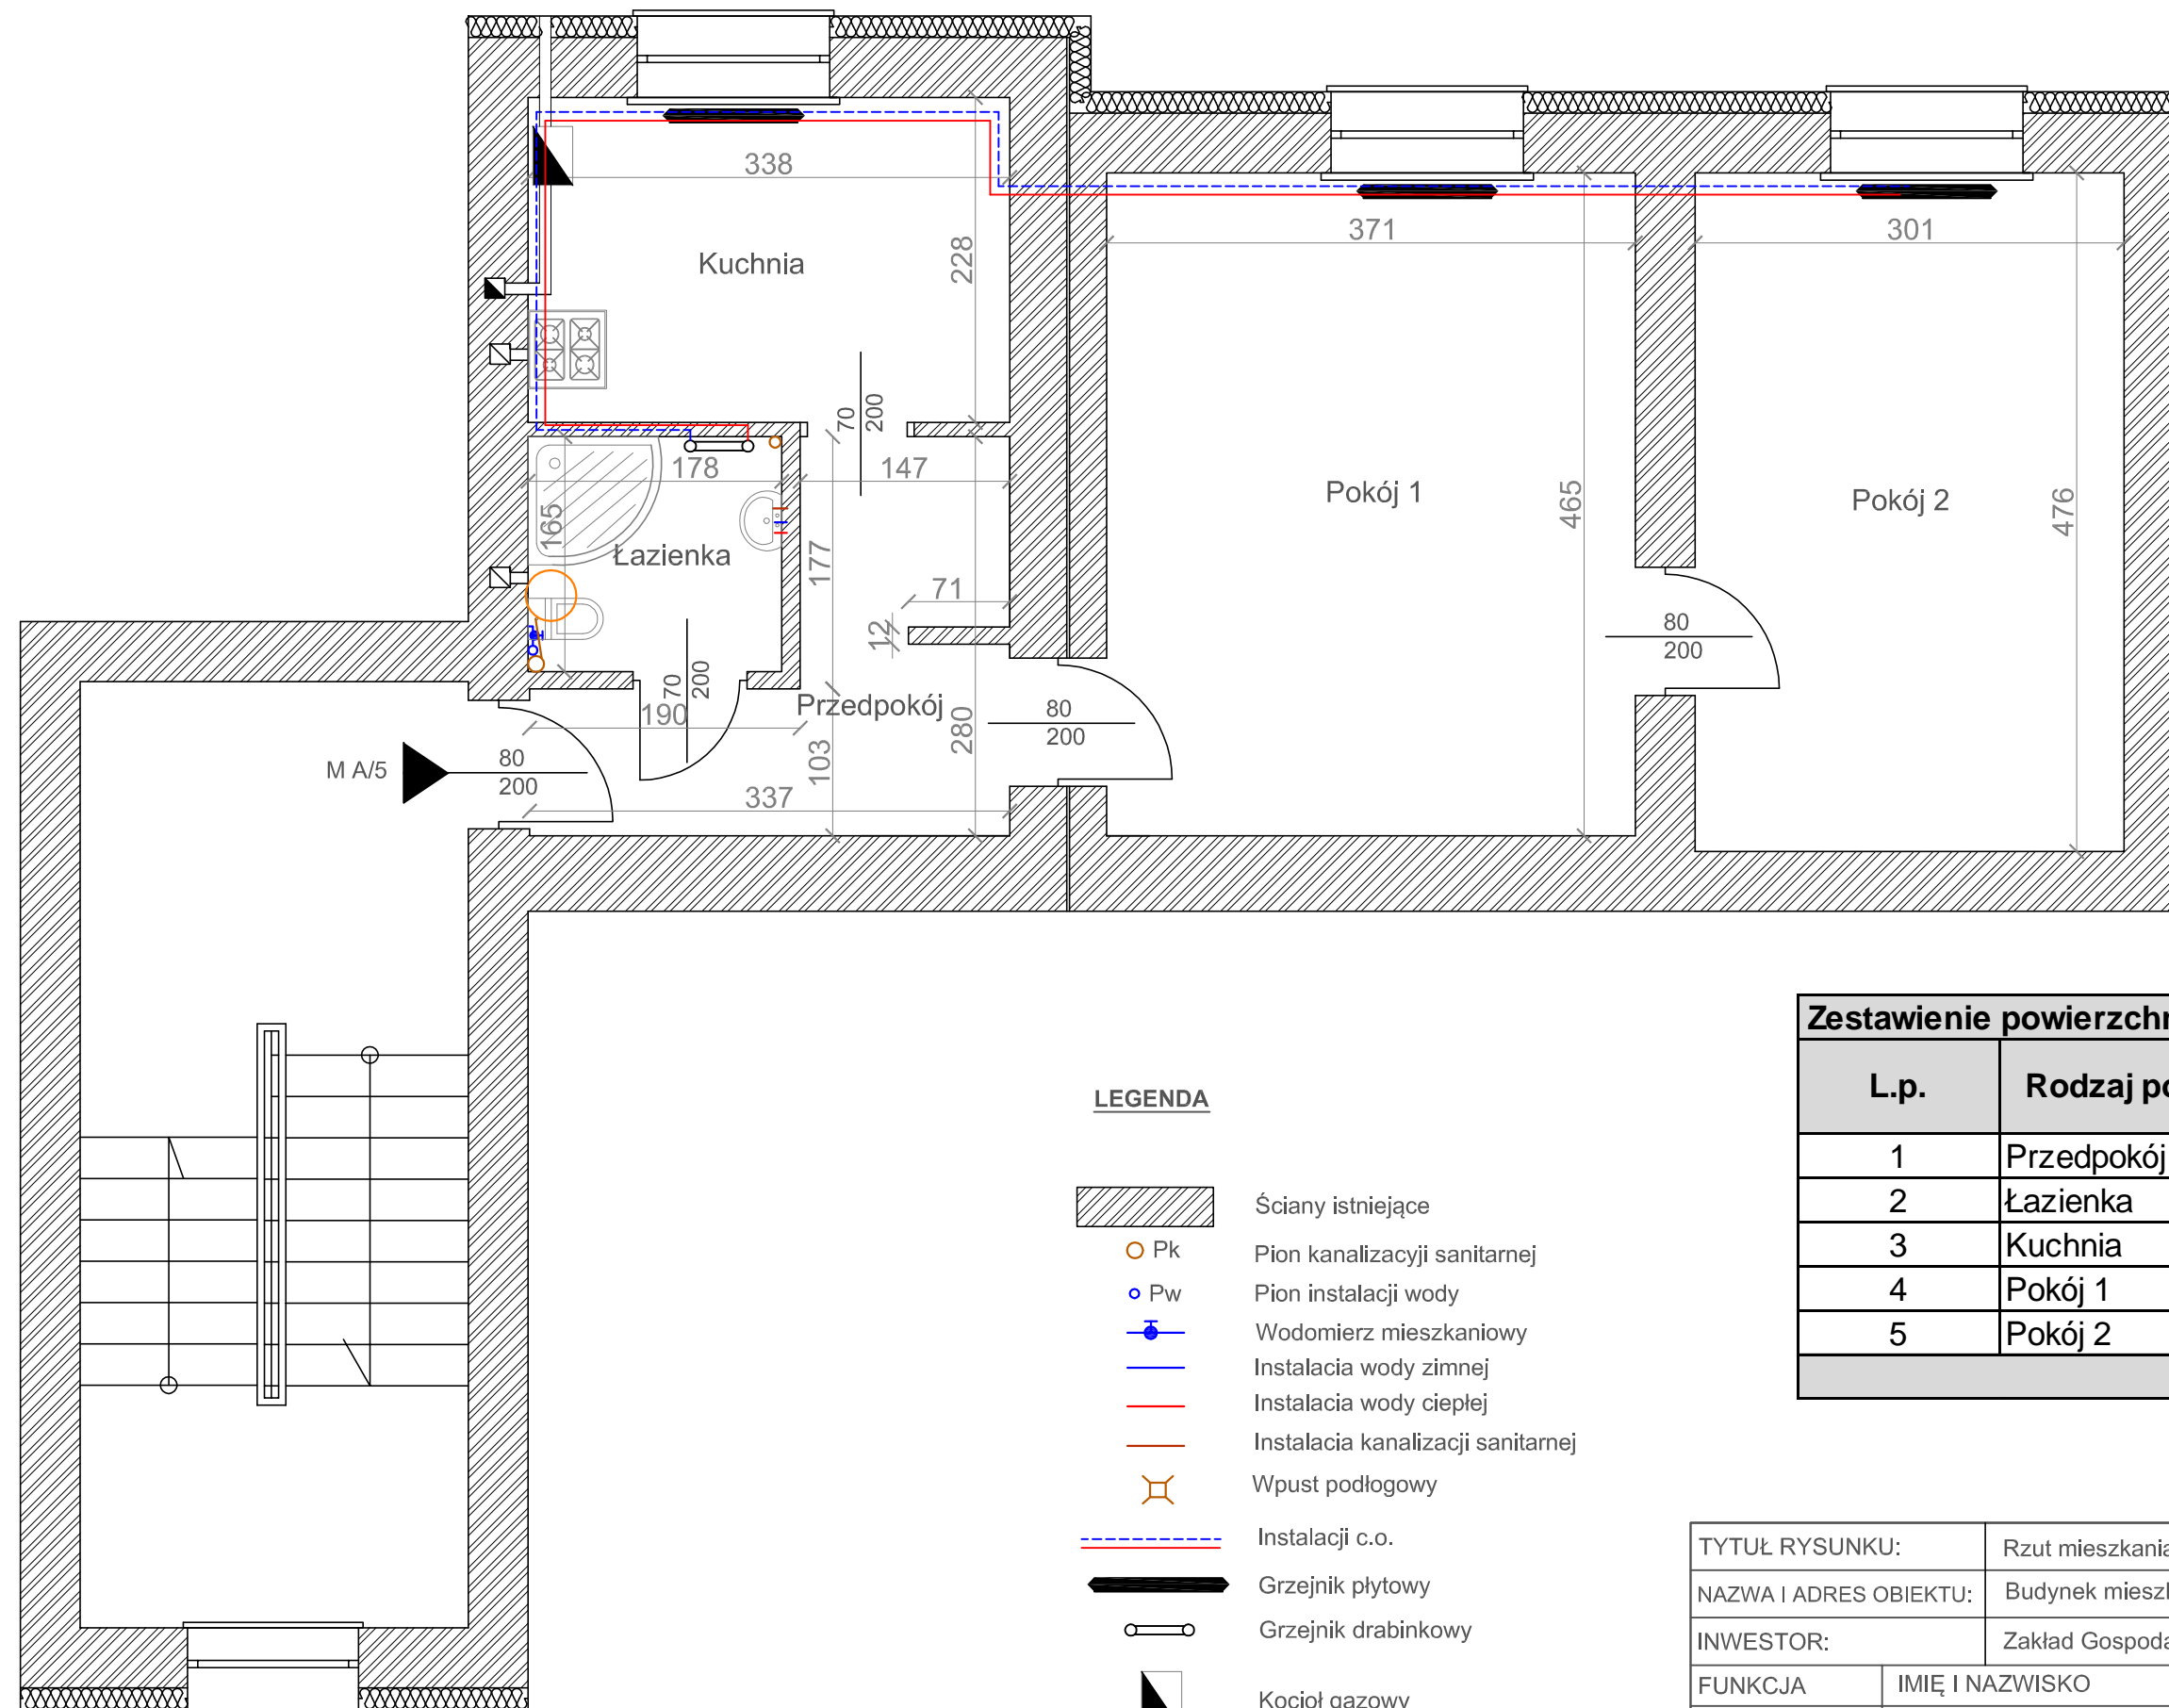 338
371
301
228
Kuchnia
70
200
178
147
165
Łazienka
177
71
12
Pokój 1
465
Pokój 2
476
80
200
70
200
190
Przedpokój
103
280
80
200
M A/5
80
200
337
LEGENDA
Ściany istniejące
Pk Pion kanalizacyji sanitarnej
Pw Pion instalacji wody
Wodomierz mieszkaniowy
Instalacia wody zimnej
Instalacia wody ciepłej
Instalacia kanalizacji sanitarnej
Wpust podłogowy
Instalacji c.o.
Grzejnik płytowy
Grzejnik drabinkowy
Kocioł gazowy
Zestawienie powierzchn
L.p. Rodzaj po
1 Przedpokój
2 Łazienka
3 Kuchnia
4 Pokój 1
5 Pokój 2
TYTUŁ RYSUNKU: Rzut mieszkania
NAZWA I ADRES OBIEKTU: Budynek miesz
INWESTOR: Zakład Gospoda
FUNKCJA IMIĘ I NAZWISKO